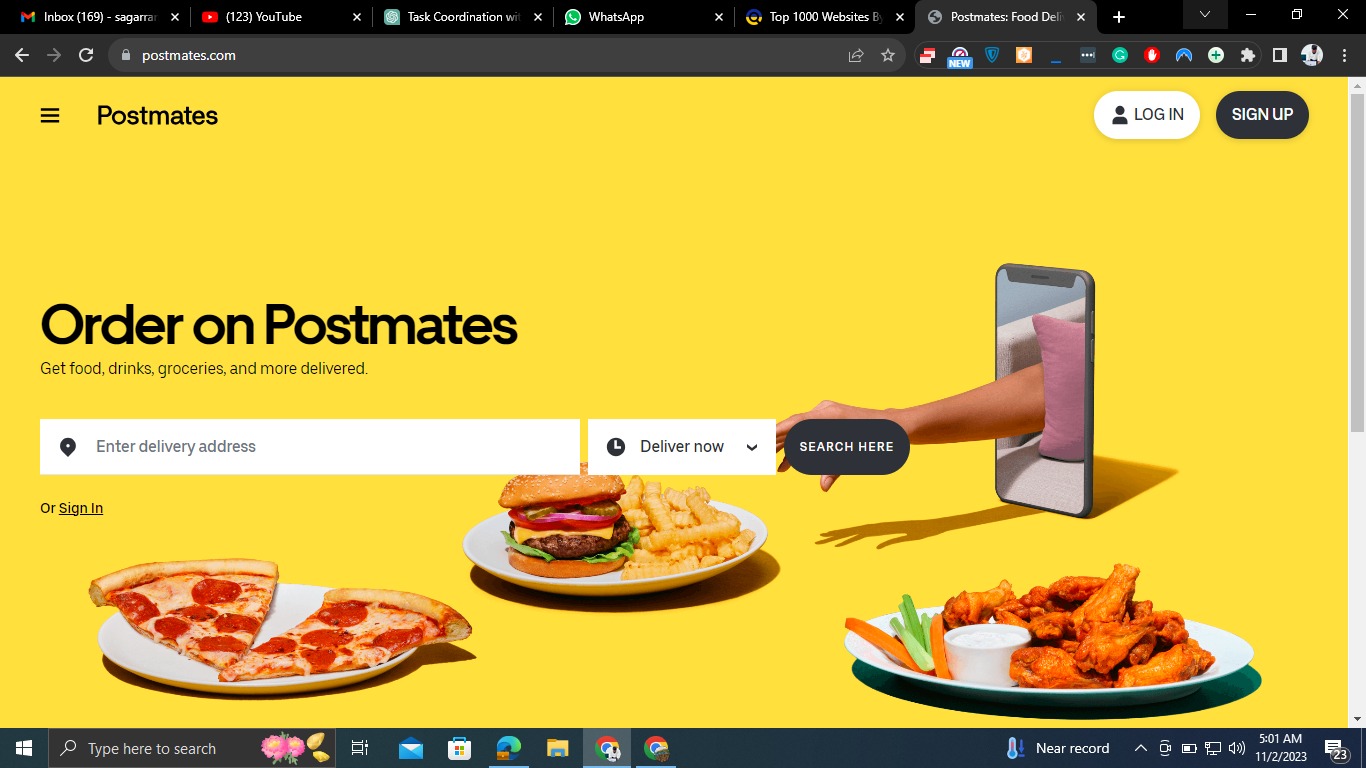 Inbox (169) - sagarrar
(123) YouTube
Task Coordination wit
WhatsApp
Top 1000 Websites By
Postmates: Food Deli
postmates.com
NEW
Postmates
LOG IN
SIGN UP
Order on Postmates
Get food, drinks, groceries, and more delivered.
Enter delivery address
Deliver now
SEARCH HERE
Or Sign In
Type here to search
Near record
5:01 AM
11/2/2023
23